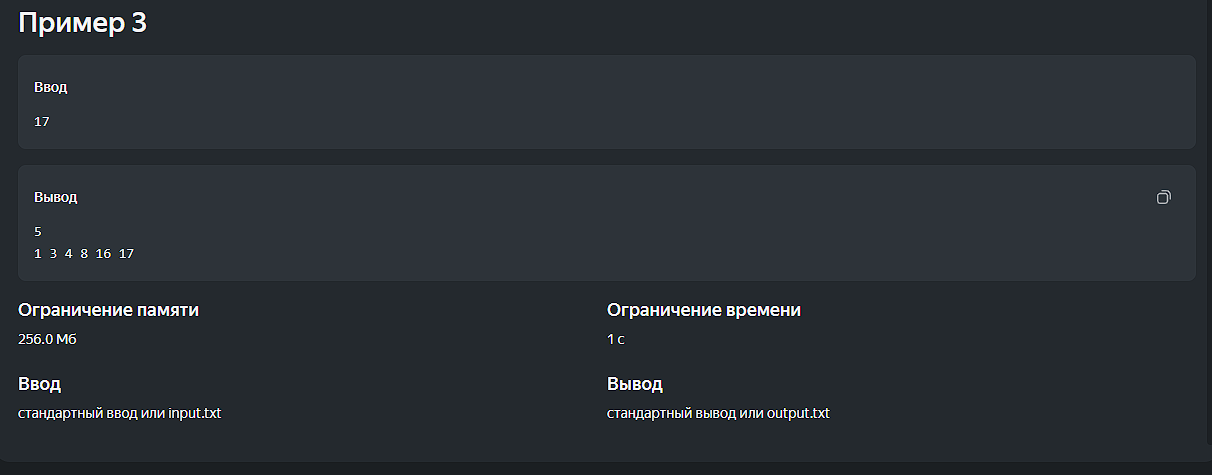 Пример 3
Ввод
17
Вывод
5
1 3 4 8 16 17
Ограничение памяти
256.0 Мб
Ограничение времени
1 с
Ввод
стандартный ввод или input.txt
Вывод
стандартный вывод или output.txt